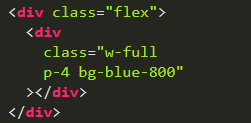 <div class="flex">
  <div
    class="w-full
    p-4 bg-blue-800"
  ></div>
</div>